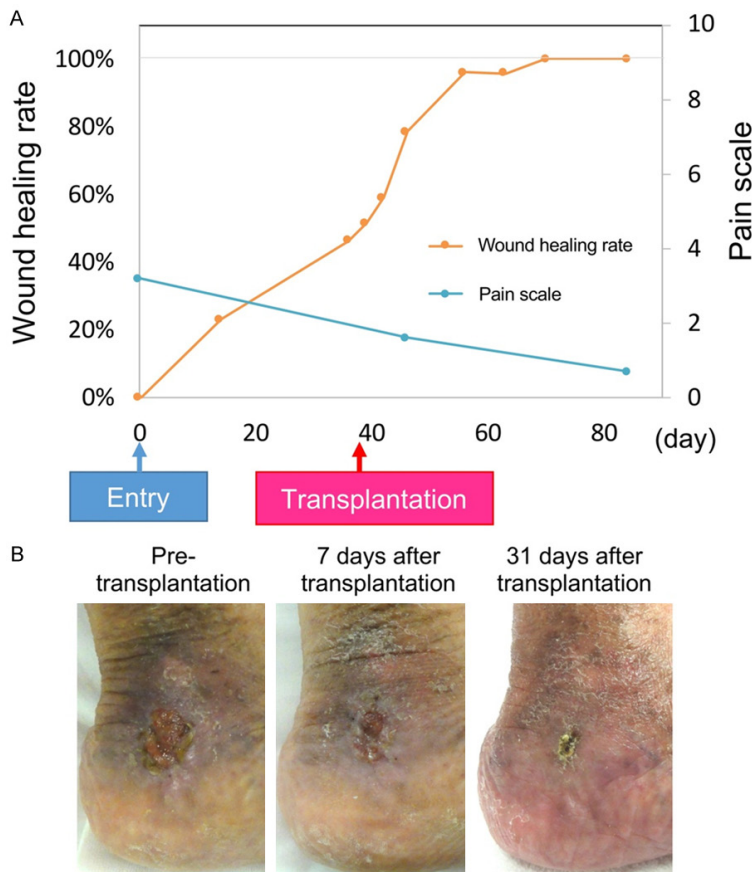 A
Wound healing rate
100%
80%
60%
40%
20%
0%
10
8
6
4
2
0
Pain scale
Wound healing rate
Pain scale
0 20 40 60 80 (day)
Entry
Transplantation
B
Pre-
transplantation
7 days after
transplantation
31 days after
transplantation